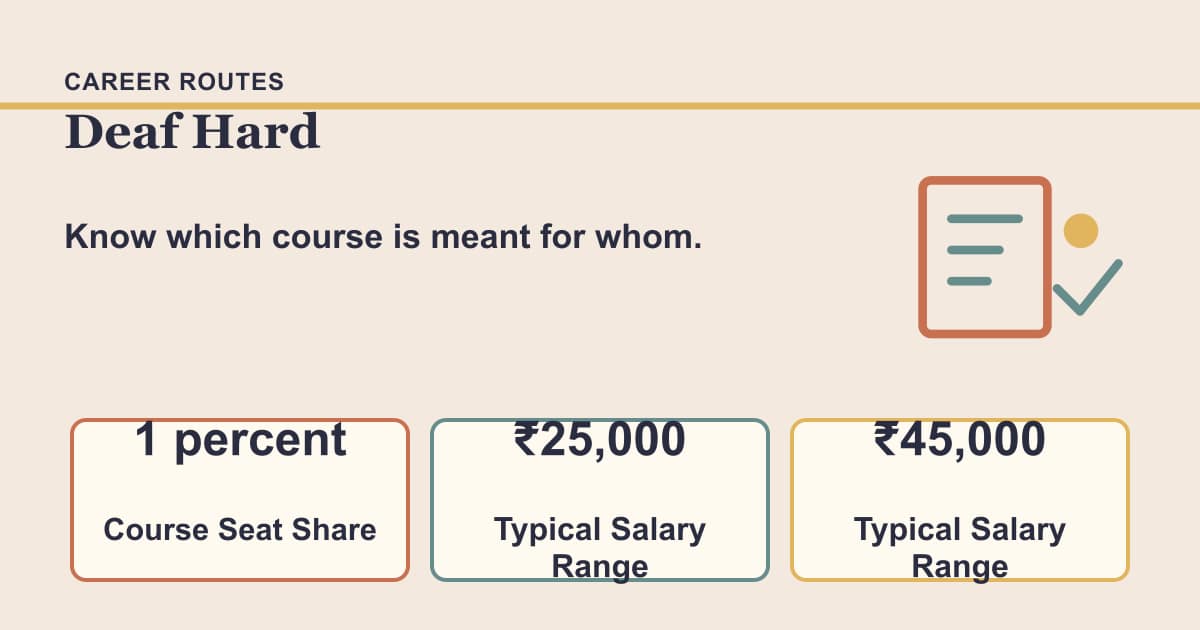 CAREER ROUTES
Deaf Hard
Know which course is meant for whom.
1 percent
Course Seat Share
₹25,000
Typical Salary
Range
₹45,000
Typical Salary
Range